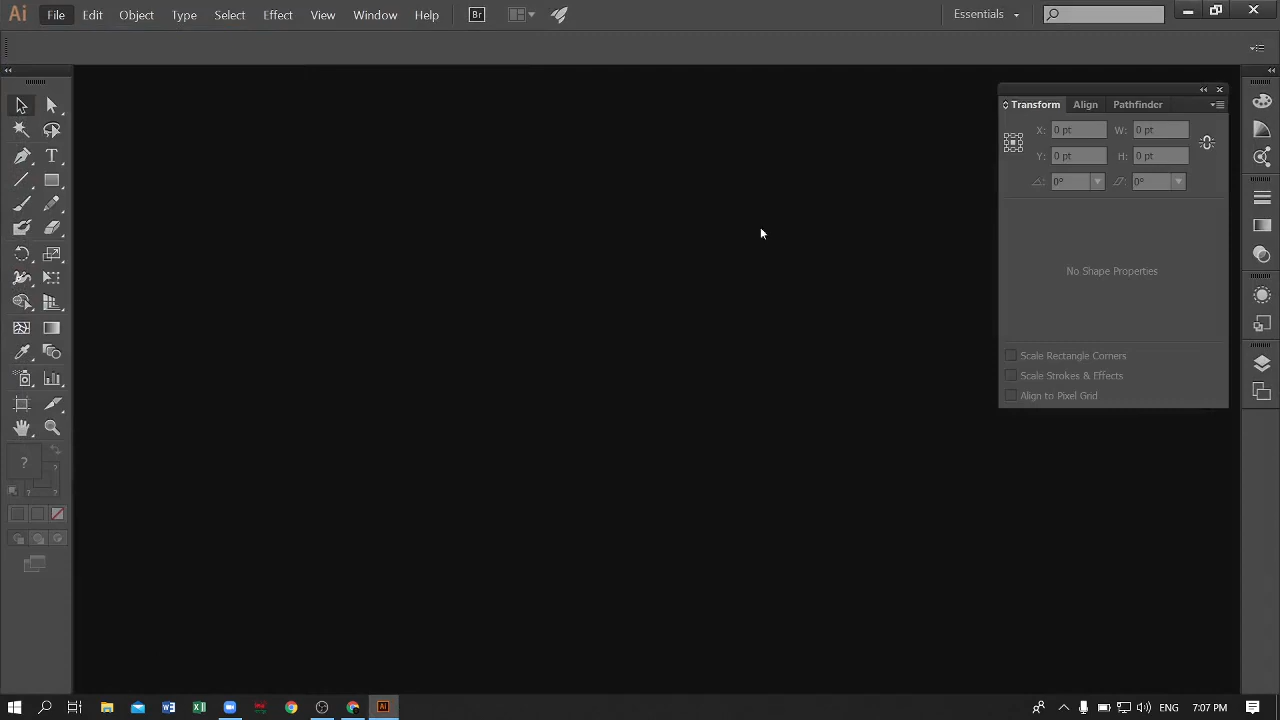 Ai File Edit Object Type Select Effect View Window Help Br Essentials
Transform Align Pathfinder
X: 0 pt W: 0 pt
Y: 0 pt H: 0 pt
0° 0°
No Shape Properties
Scale Rectangle Corners
Scale Strokes & Effects
Align to Pixel Grid
?
?
? ?
Ai ENG 7:07 PM